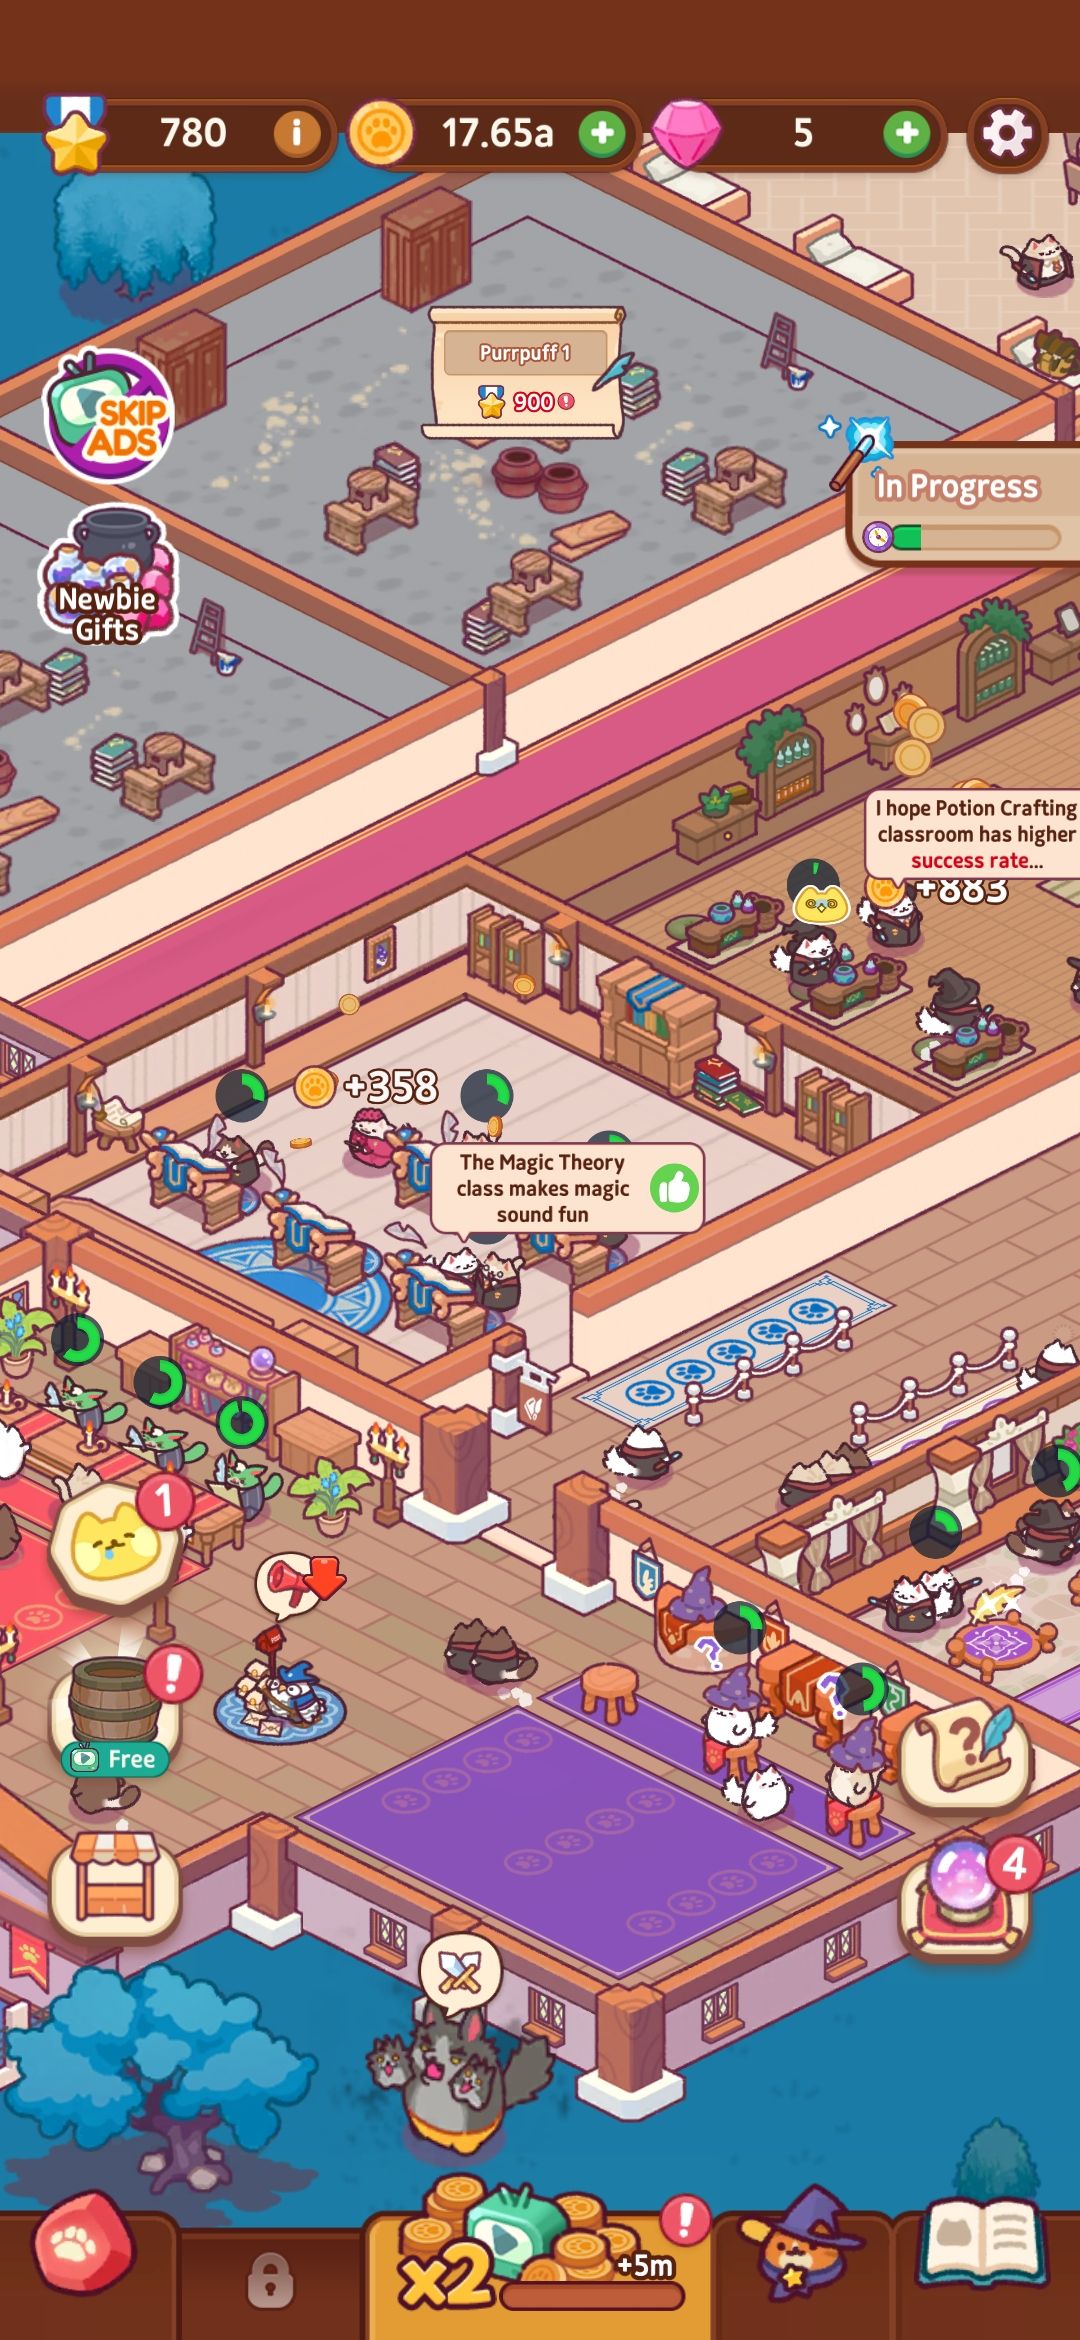 780
i
17.65a
5
Purrpuff 1
900
SKIP
ADS
In Progress
Newbie
Gifts
I hope Potion Crafting
classroom has higher
success rate...
+883
+358
The Magic Theory
class makes magic
sound fun
1
!
Free
?
4
!
x2
+5m